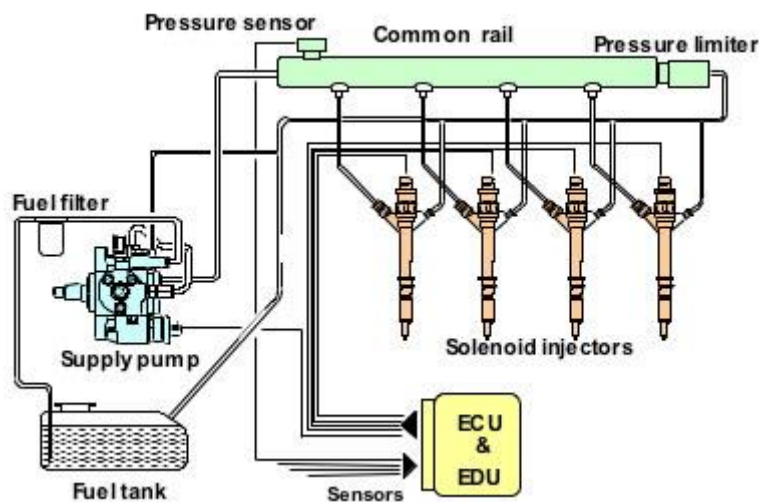 Pressure sensor
Common rail
Pressure limiter
Fuel filter
Supply pump
Solenoid injectors
ECU
&
EDU
Fuel tank
Sensors